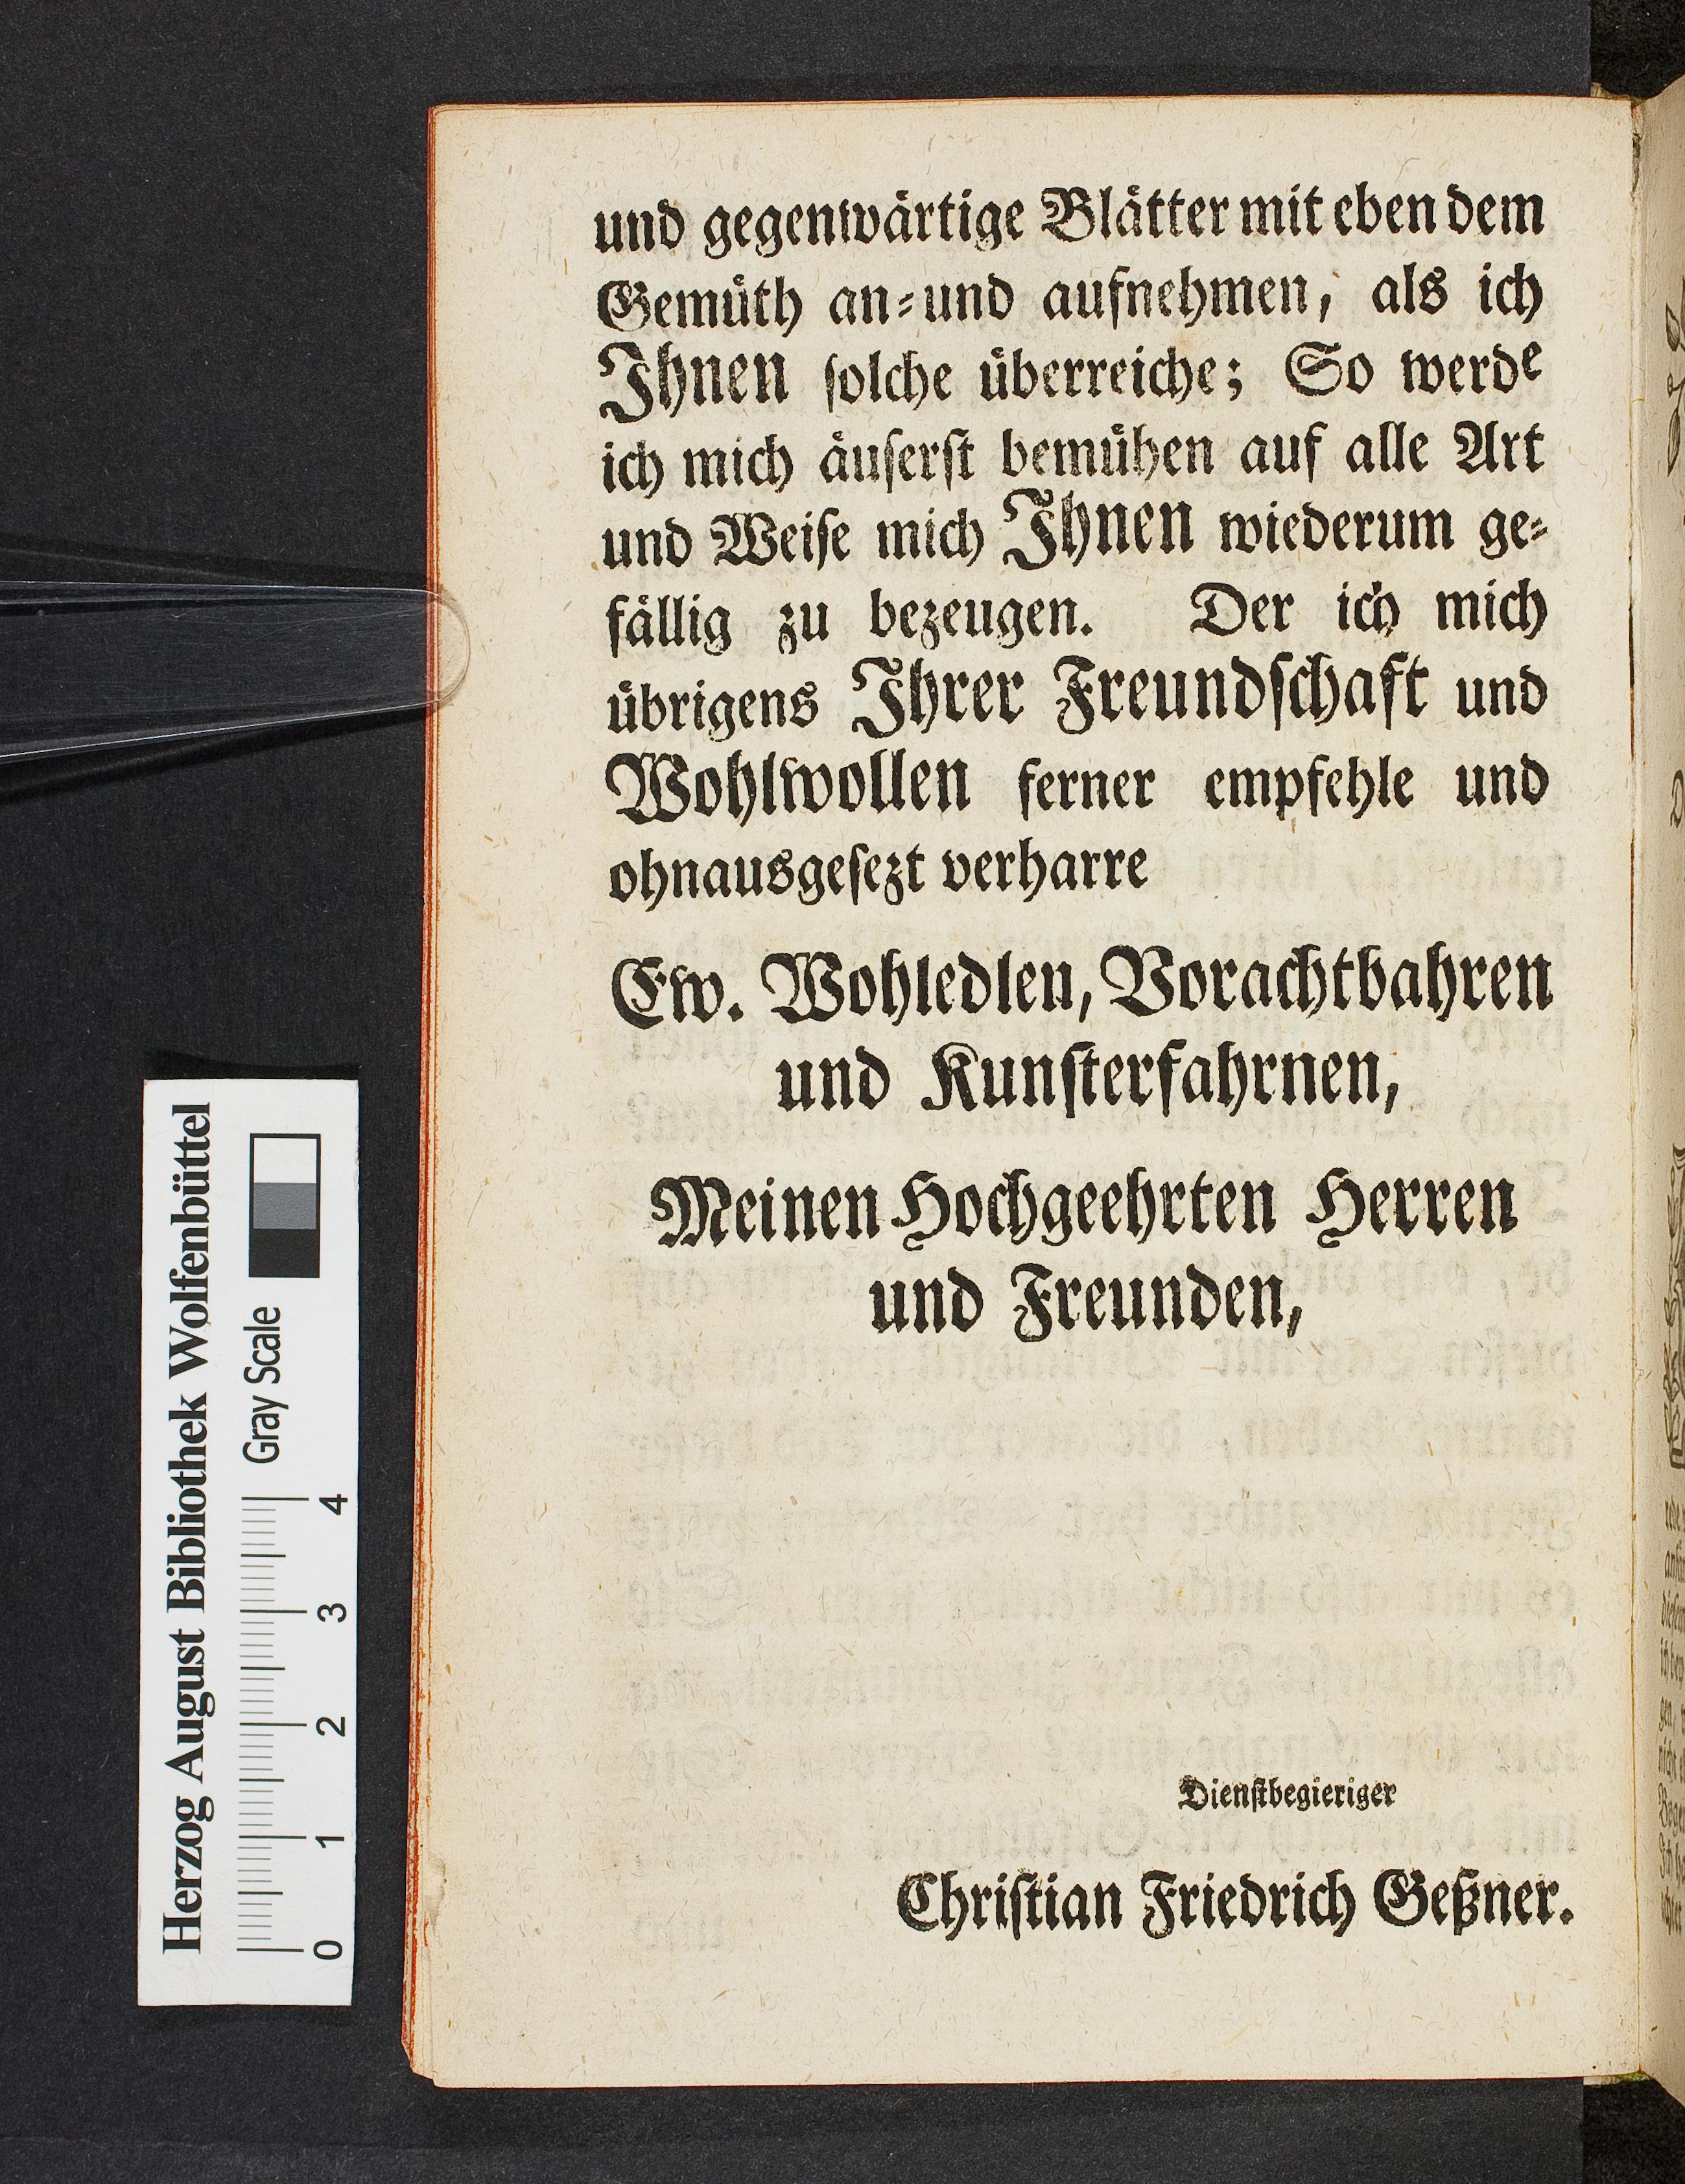 und gegenwärtige Blätter mit eben dem
Gemüth an-und aufnehmen, als ich
Ihnen ſolche überreiche; So werde
ich mich äuſerſt bemühen auf alle Art
und Weiſe mich Ihnen wiederum ge-
fällig zu bezeugen. Der ich mich
übrigens Ihrer Freundſchaft und
Wohlwollen ferner empfehle und
ohnausgeſezt verharre
Ew. Wohledlen, Vorachtbahren
und Kunſterfahrnen,
Meinen Hochgeehrten Herren
und Freunden,
Dienſtbegieriger
Chriſtian Friedrich Geßner.
Herzog August Bibliothek Wolfenbüttel
Gray Scale
0 1 2 3 4